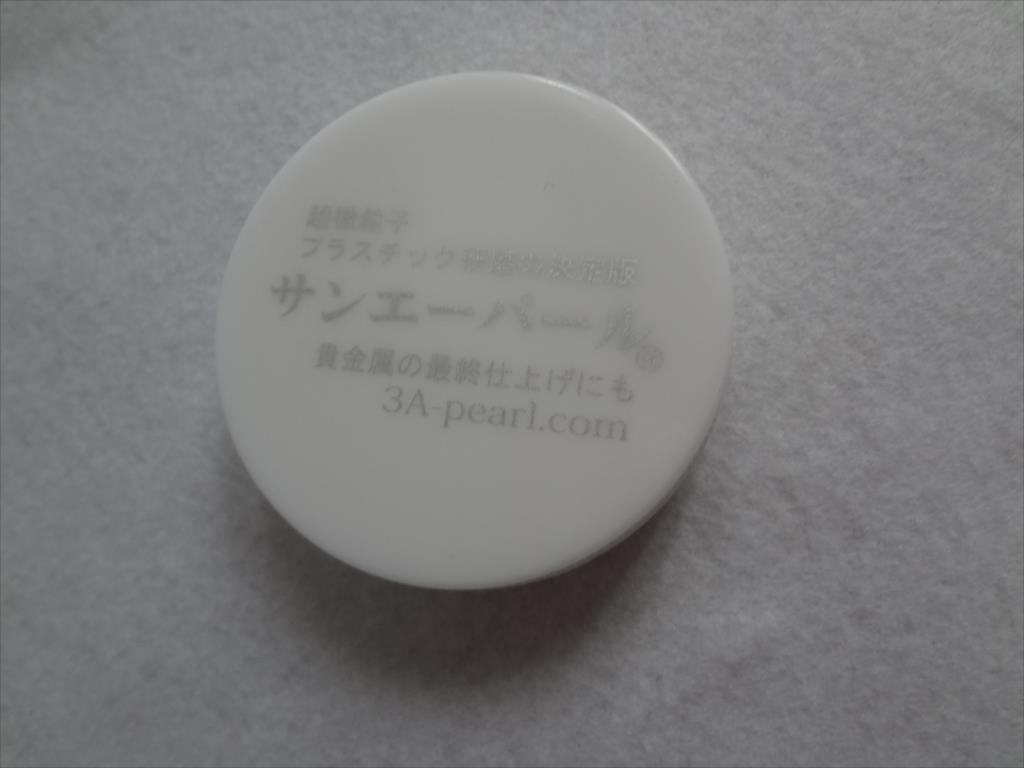 超微粒子
プラスチック研磨の決定版
サンエーパール®
貴金属の最終仕上げにも
3A-pearl.com